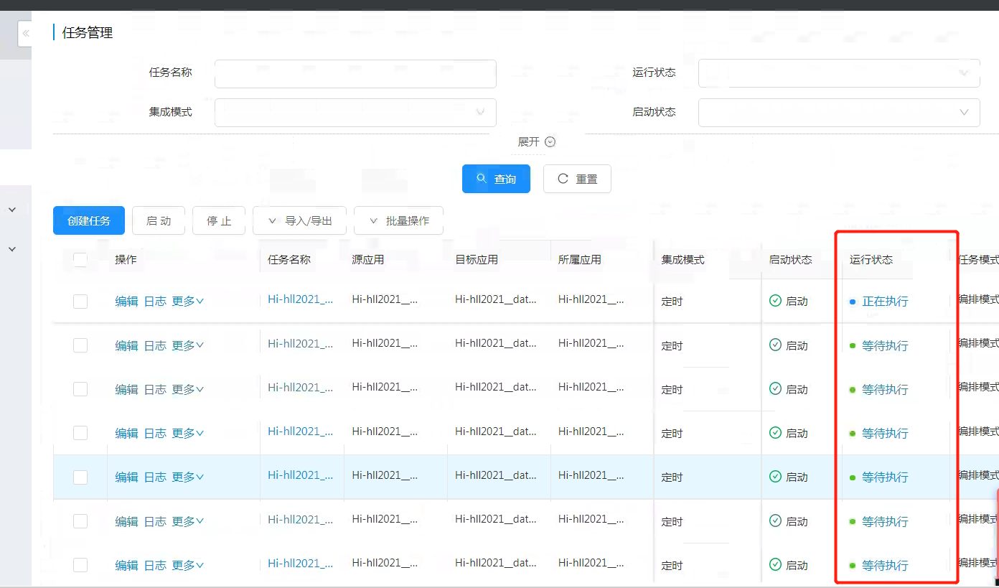 任务管理
任务名称 运行状态
集成模式 启动状态
展开
查询 重置
创建任务 启 动 停 止 导入/导出 批量操作
操作 任务名称 源应用 目标应用 所属应用 集成模式 启动状态 运行状态 任务模式
编辑 日志 更多 Hi-hll2021_... Hi-hll2021__... Hi-hll2021__dat... Hi-hll2021__... 定时 启动 正在执行 编排模式
编辑 日志 更多 Hi-hll2021_... Hi-hll2021__... Hi-hll2021__dat... Hi-hll2021__... 定时 启动 等待执行 编排模式
编辑 日志 更多 Hi-hll2021_... Hi-hll2021__... Hi-hll2021__dat... Hi-hll2021__... 定时 启动 等待执行 编排模式
编辑 日志 更多 Hi-hll2021_... Hi-hll2021__... Hi-hll2021__dat... Hi-hll2021__... 定时 启动 等待执行 编排模式
编辑 日志 更多 Hi-hll2021_... Hi-hll2021__... Hi-hll2021__dat... Hi-hll2021__... 定时 启动 等待执行 编排模式
编辑 日志 更多 Hi-hll2021_... Hi-hll2021__... Hi-hll2021__dat... Hi-hll2021__... 定时 启动 等待执行 编排模式
编辑 日志 更多 Hi-hll2021_... Hi-hll2021__... Hi-hll2021__dat... Hi-hll2021__... 定时 启动 等待执行 编排模式